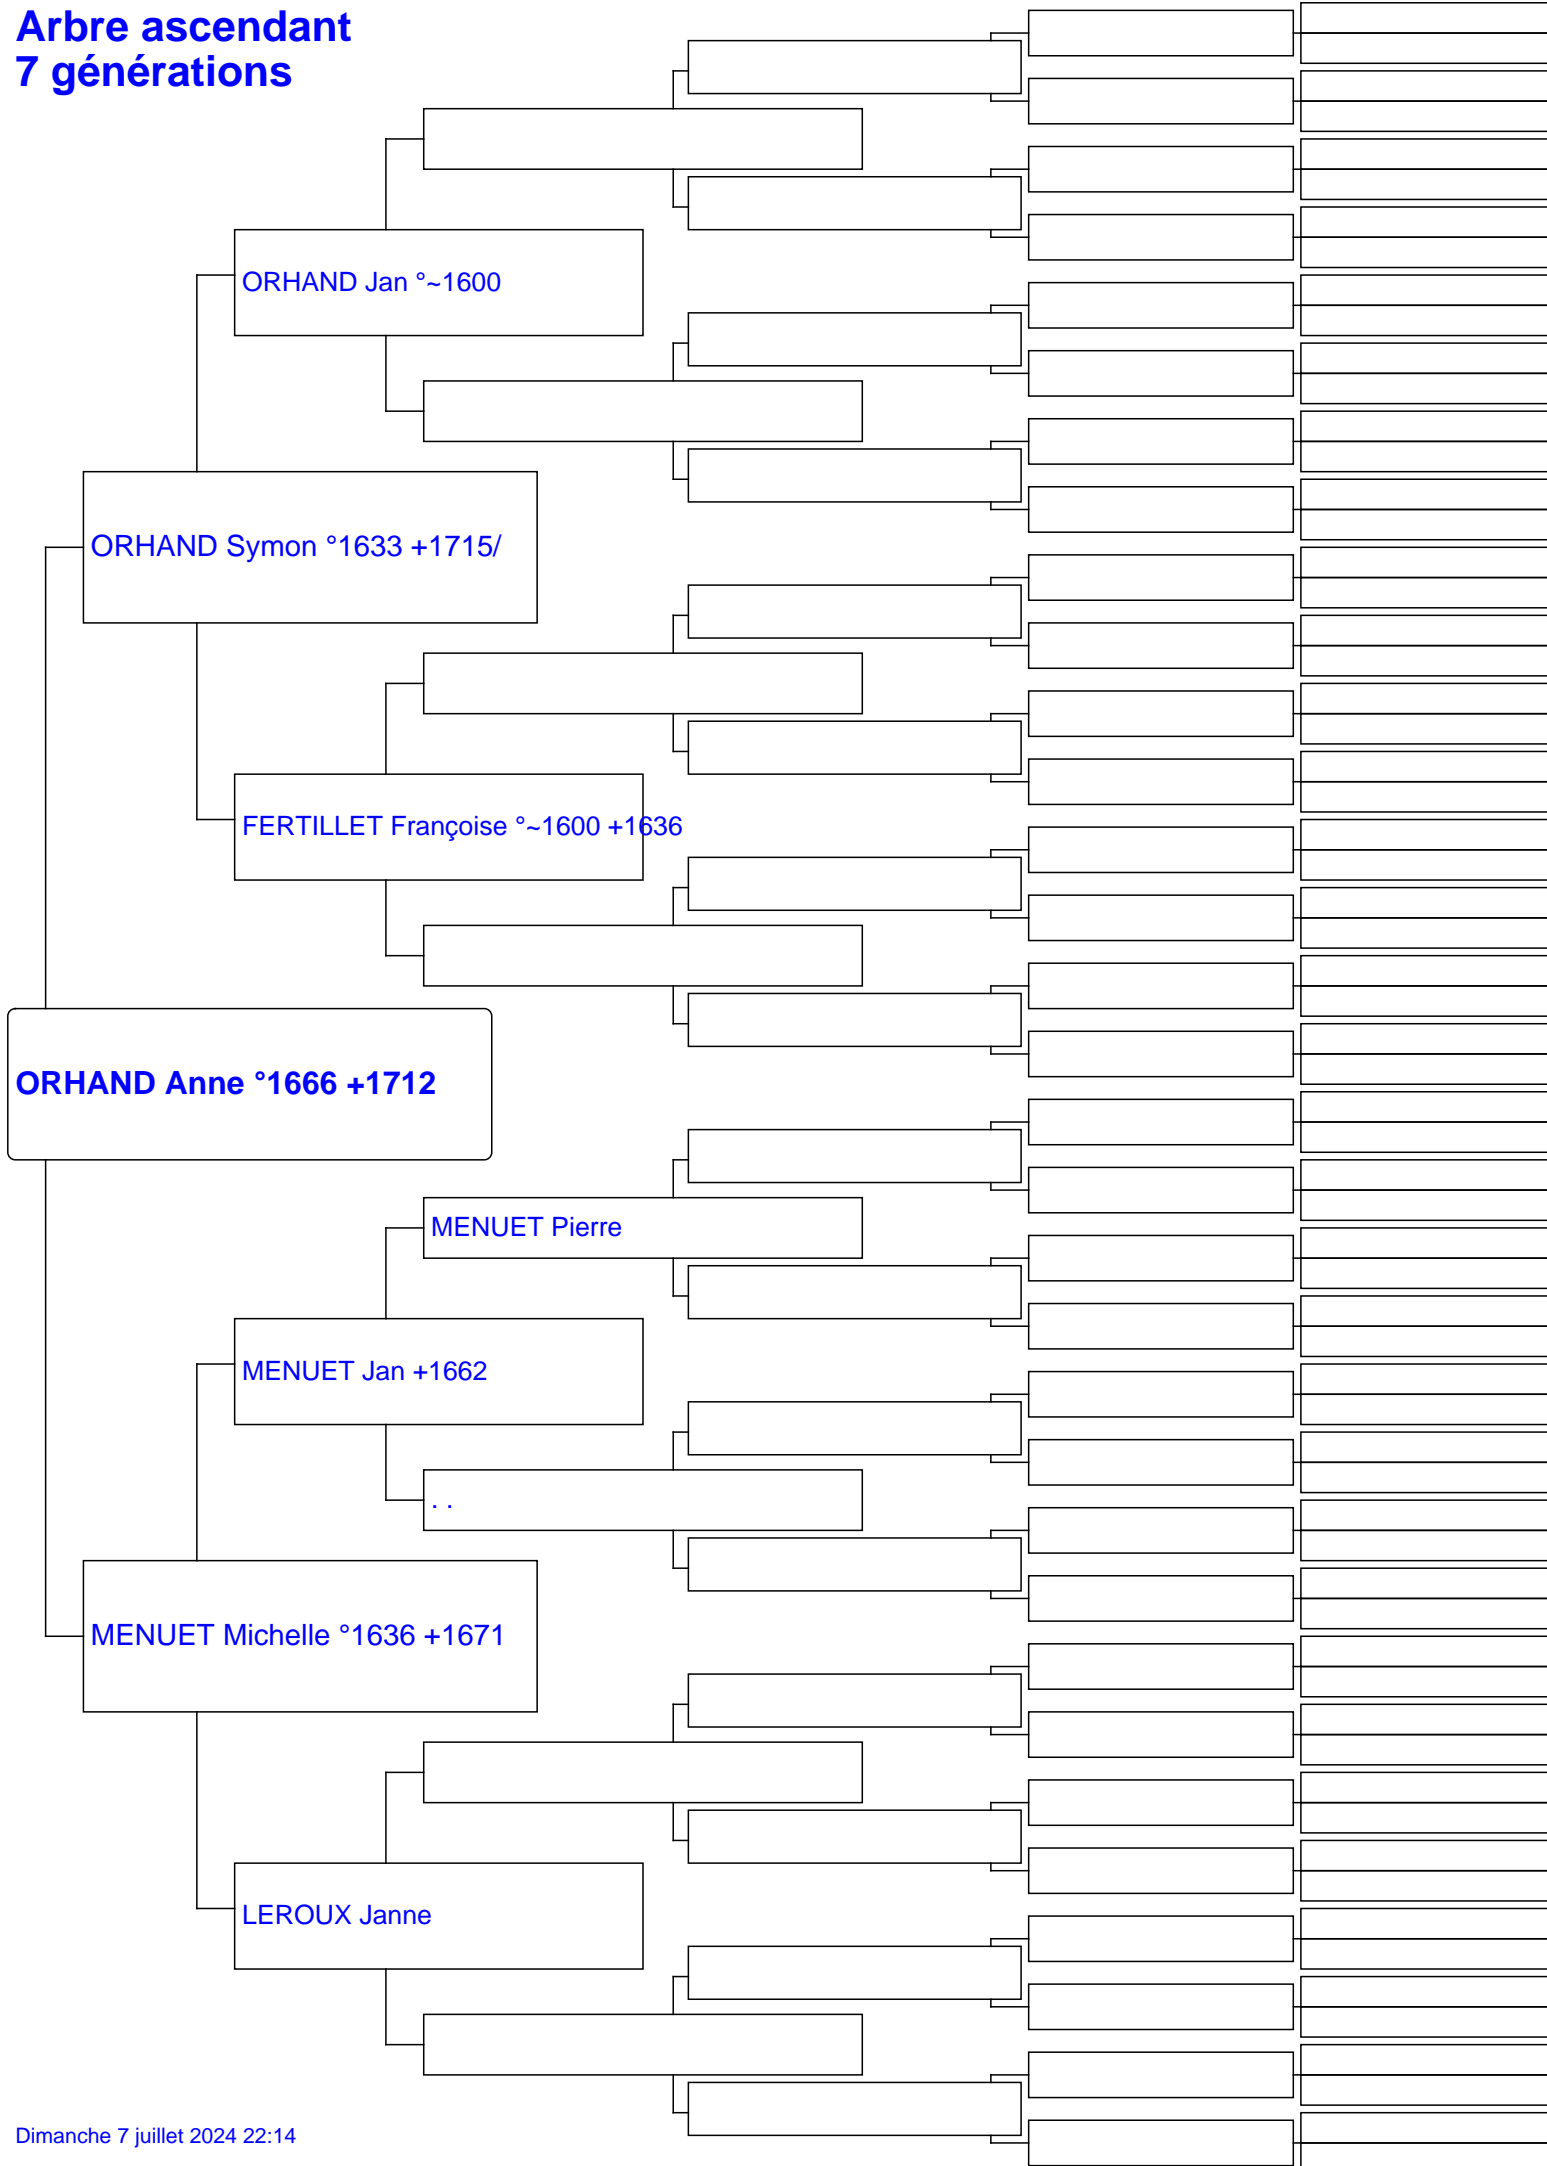 Arbre ascendant
7 générations
ORHAND Jan °~1600
ORHAND Symon °1633 +1715/
FERTILLET Françoise °~1600 +1636
ORHAND Anne °1666 +1712
MENUET Pierre
MENUET Jan +1662
. .
MENUET Michelle °1636 +1671
LEROUX Janne
Dimanche 7 juillet 2024 22:14